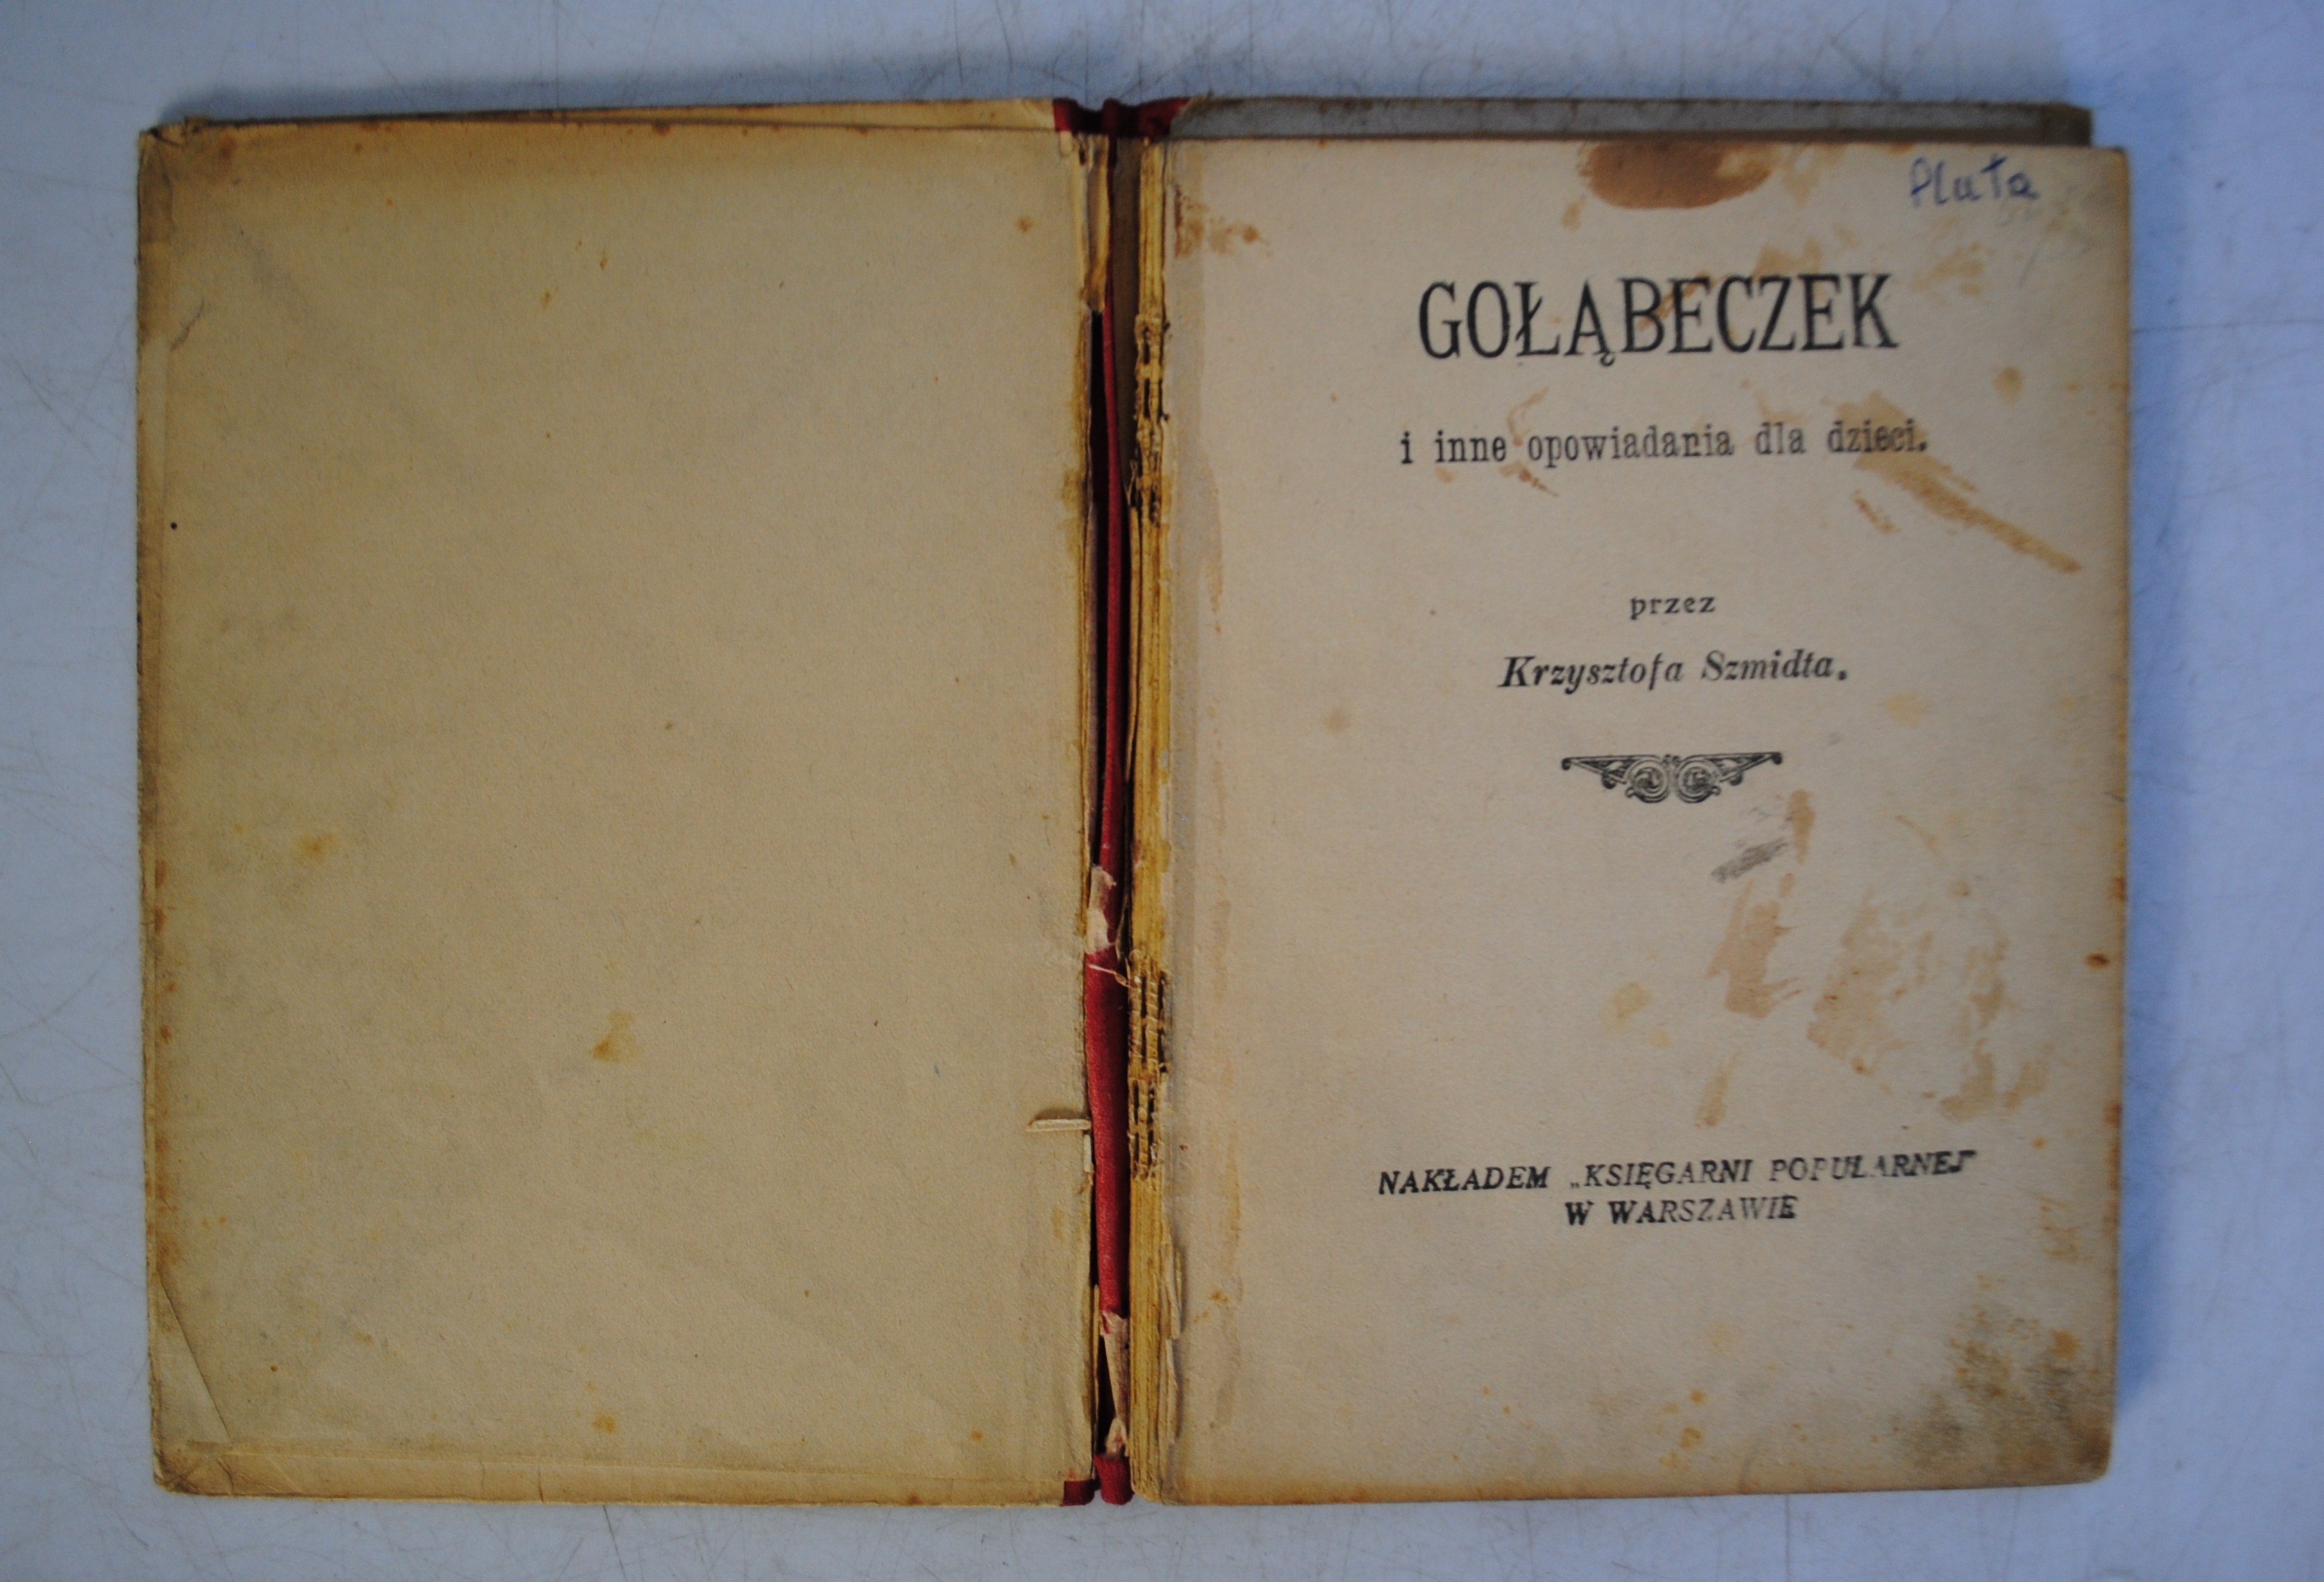 Pluta
GOŁĄBECZEK
i inne opowiadania dla dzieci.
przez
Krzysztofa Szmidta.
NAKŁADEM „KSIĘGARNI POPULARNEJ"
W WARSZAWIE